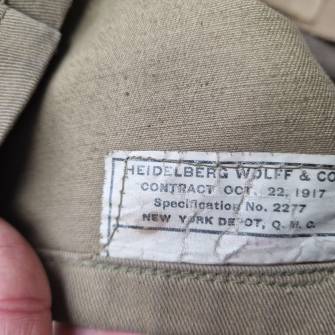 HEIDELBERG WOLFF & CO
CONTRACT OCT. 22, 1917
Specification No. 2277
NEW YORK DEPOT, Q. M. C.